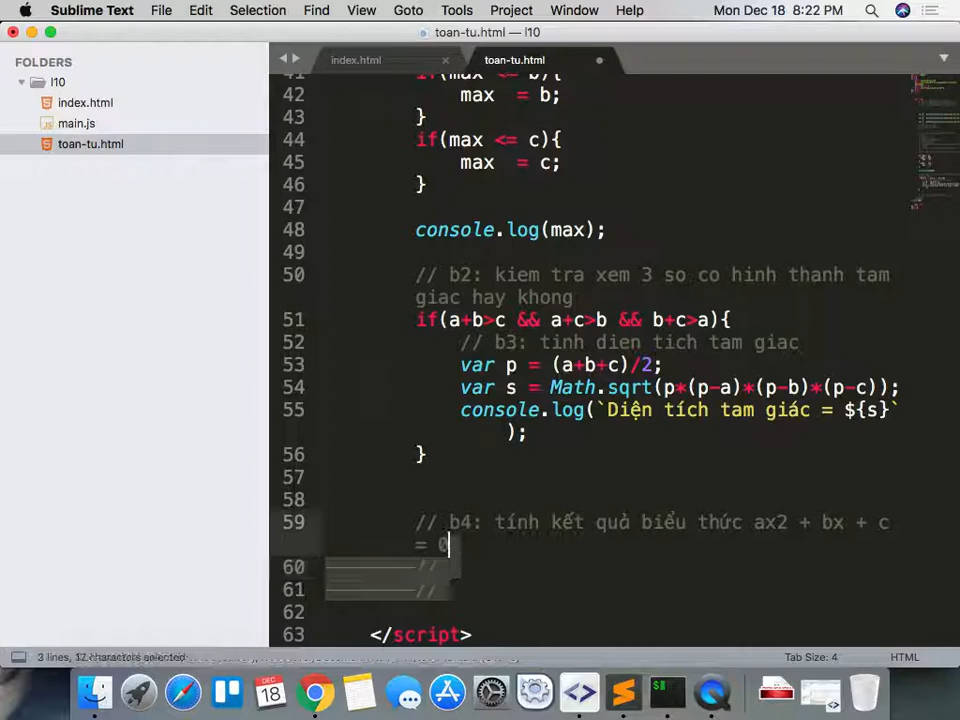 Sublime Text File Edit Selection Find View Goto Tools Project Window Help Mon Dec 18 8:22 PM
toan-tu.html — l10
FOLDERS
l10
index.html
main.js
toan-tu.html
index.html × toan-tu.html
41 if(max <= b){
42 max = b;
43 }
44 if(max <= c){
45 max = c;
46 }
47
48 console.log(max);
49
50 // b2: kiem tra xem 3 so co hinh thanh tam
giac hay khong
51 if(a+b>c && a+c>b && b+c>a){
52 // b3: tinh dien tich tam giac
53 var p = (a+b+c)/2;
54 var s = Math.sqrt(p*(p-a)*(p-b)*(p-c));
55 console.log(`Diện tích tam giác = ${s}`
);
56 }
57
58
59 // b4: tính kết quả biểu thức ax2 + bx + c
= 0
60 //
61 //
62
63 </script>
3 lines, 12 characters selected
Tab Size: 4 HTML
DEC
18